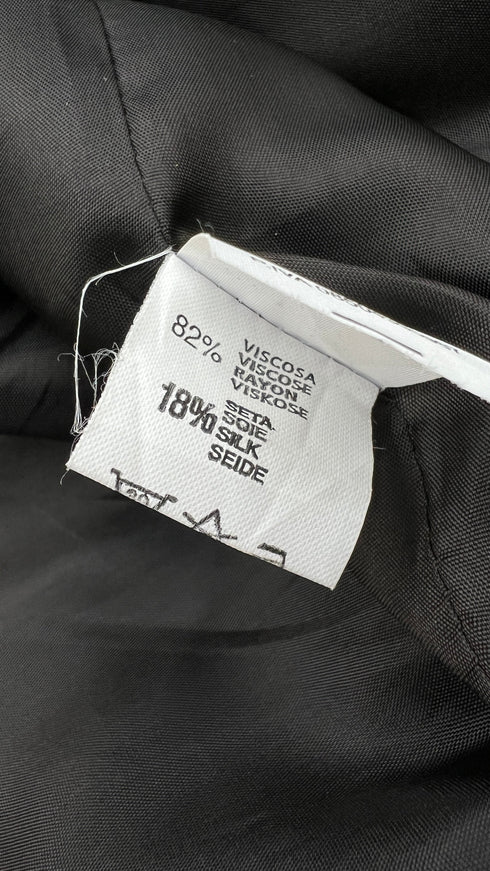 82% VISCOSA
VISCOSE
RAYON
VISKOSE
18% SETA
SOIE
SILK
SEIDE